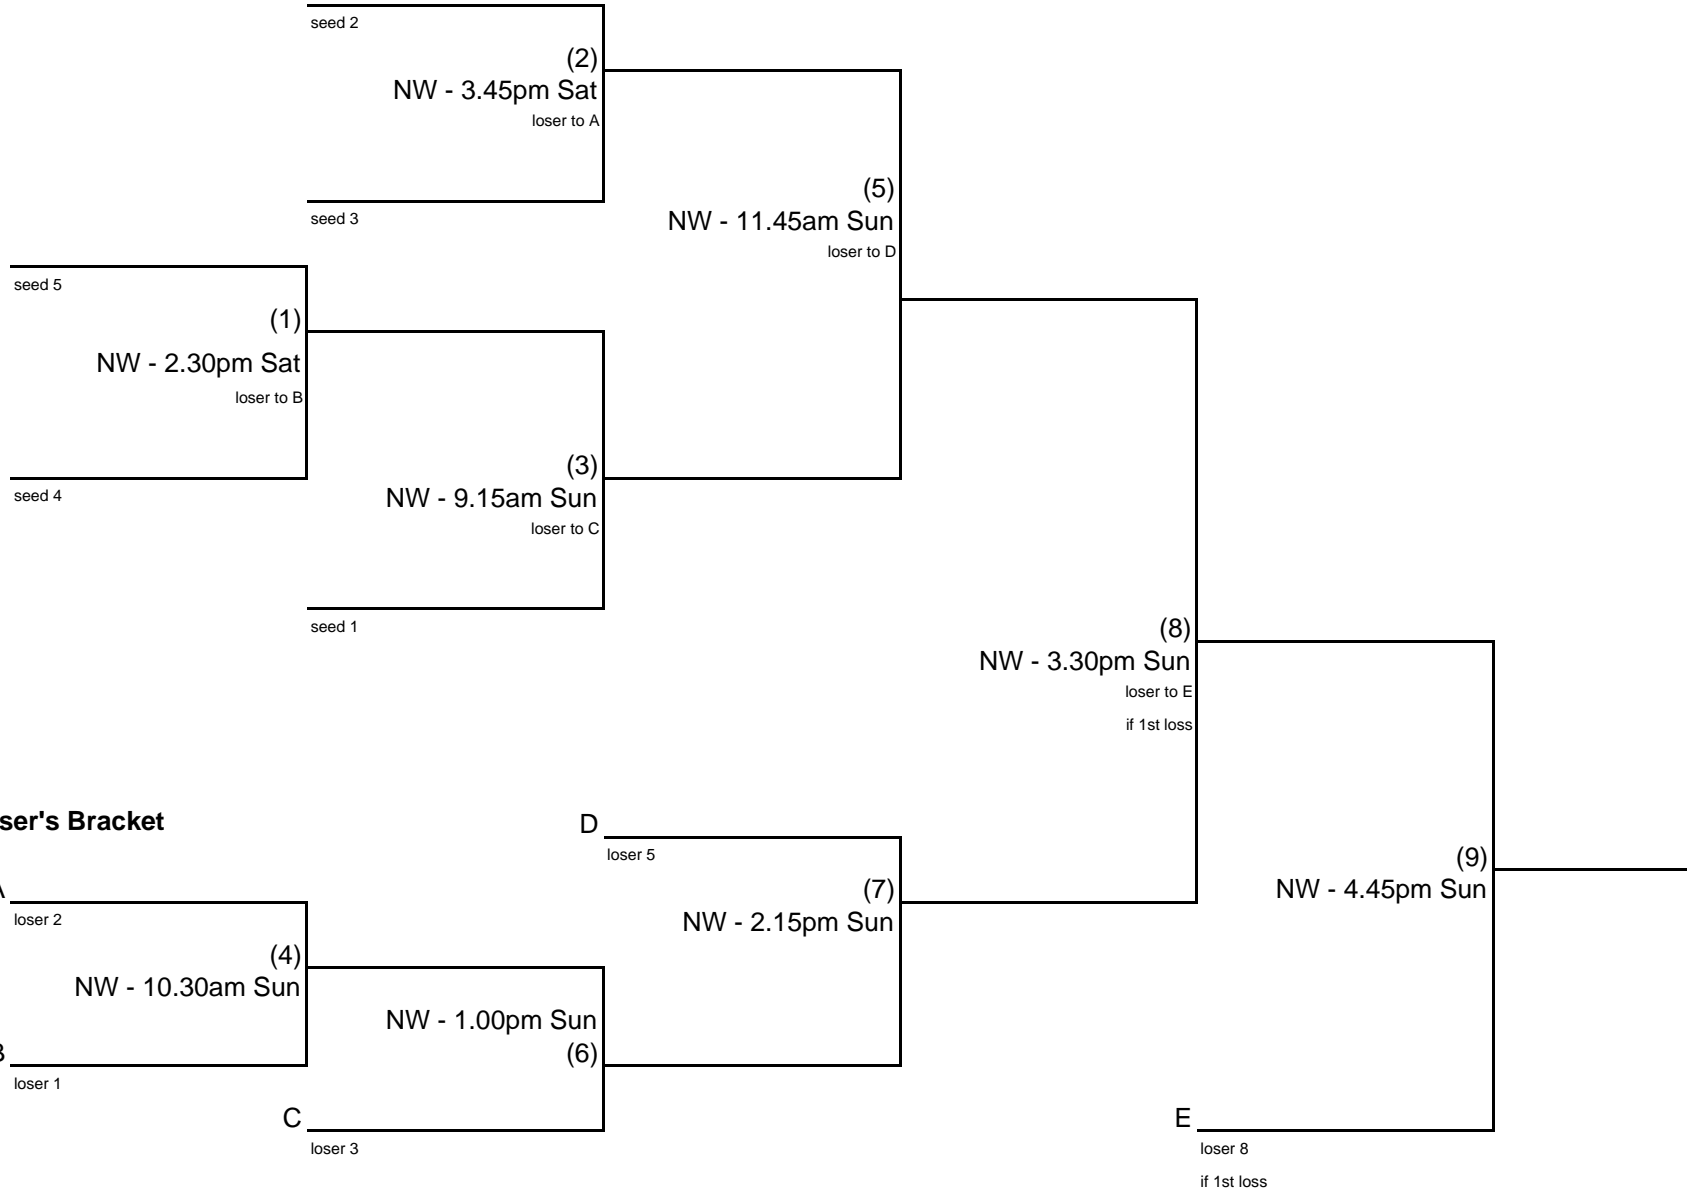 seed 2
(2)
NW - 3.45pm Sat
loser to A
seed 3
(5)
NW - 11.45am Sun
loser to D
seed 5
(1)
NW - 2.30pm Sat
loser to B
seed 4
(3)
NW - 9.15am Sun
loser to C
seed 1
(8)
NW - 3.30pm Sun
loser to E
if 1st loss
ser's Bracket
D
loser 5
(7)
NW - 2.15pm Sun
(9)
NW - 4.45pm Sun
A
loser 2
(4)
NW - 10.30am Sun
NW - 1.00pm Sun
(6)
B
loser 1
C
loser 3
E
loser 8
if 1st loss